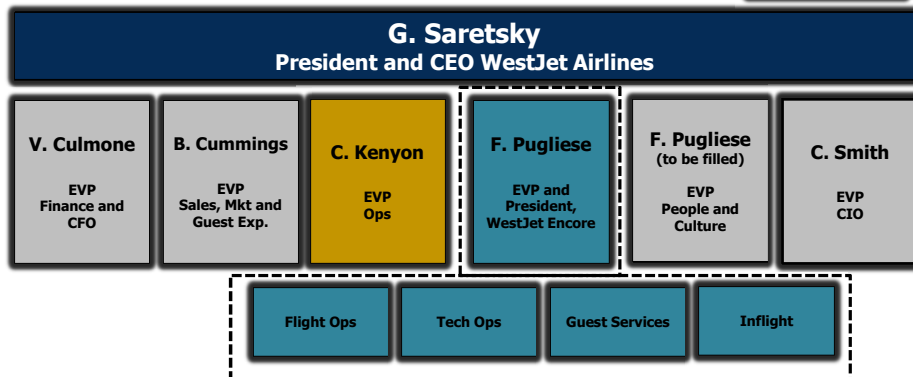 G. Saretsky
President and CEO WestJet Airlines
V. Culmone
EVP
Finance and
CFO
B. Cummings
EVP
Sales, Mkt and
Guest Exp.
C. Kenyon
EVP
Ops
F. Pugliese
EVP and
President,
WestJet Encore
F. Pugliese
(to be filled)
EVP
People and
Culture
C. Smith
EVP
CIO
Flight Ops
Tech Ops
Guest Services
Inflight